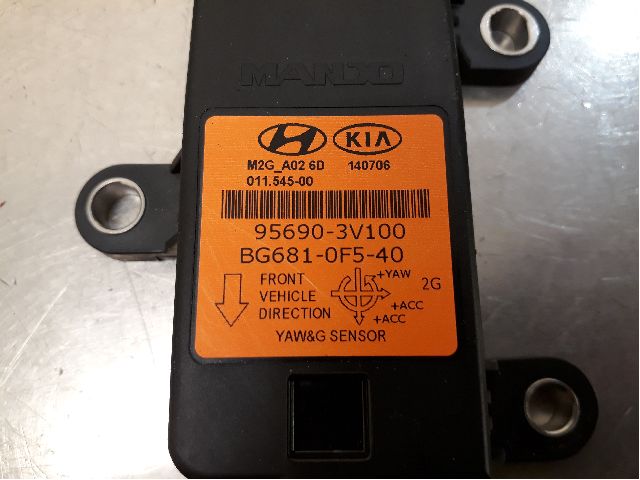 MANDO
KIA
M2G_A02 6D 140706
011.545-00
95690-3V100
BG681-0F5-40
FRONT
VEHICLE
DIRECTION
+YAW
2G
+ACC
+ACC
YAW&G SENSOR